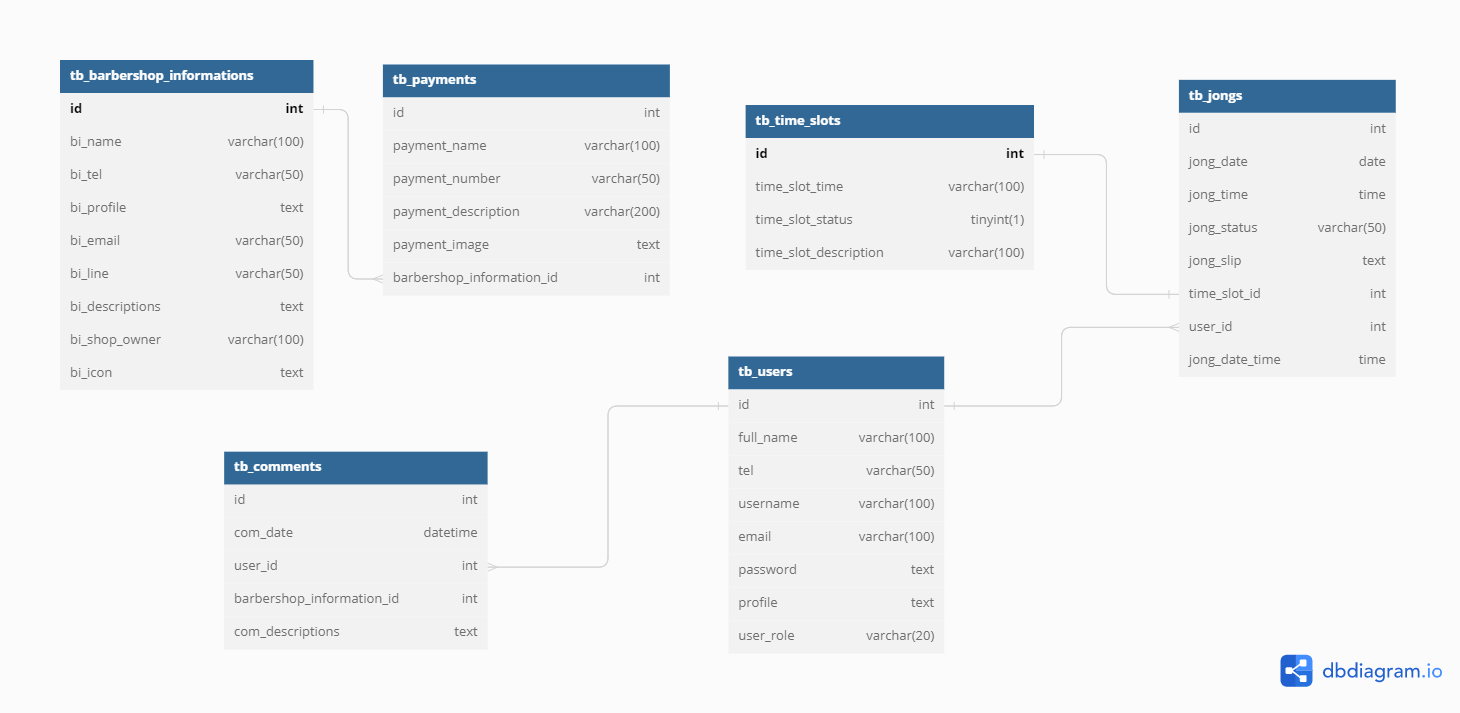 tb_barbershop_informations
id int
bi_name varchar(100)
bi_tel varchar(50)
bi_profile text
bi_email varchar(50)
bi_line varchar(50)
bi_descriptions text
bi_shop_owner varchar(100)
bi_icon text
tb_payments
id int
payment_name varchar(100)
payment_number varchar(50)
payment_description varchar(200)
payment_image text
barbershop_information_id int
tb_time_slots
id int
time_slot_time varchar(100)
time_slot_status tinyint(1)
time_slot_description varchar(100)
tb_jongs
id int
jong_date date
jong_time time
jong_status varchar(50)
jong_slip text
time_slot_id int
user_id int
jong_date_time time
tb_comments
id int
com_date datetime
user_id int
barbershop_information_id int
com_descriptions text
tb_users
id int
full_name varchar(100)
tel varchar(50)
username varchar(100)
email varchar(100)
password text
profile text
user_role varchar(20)
dbdiagram.io